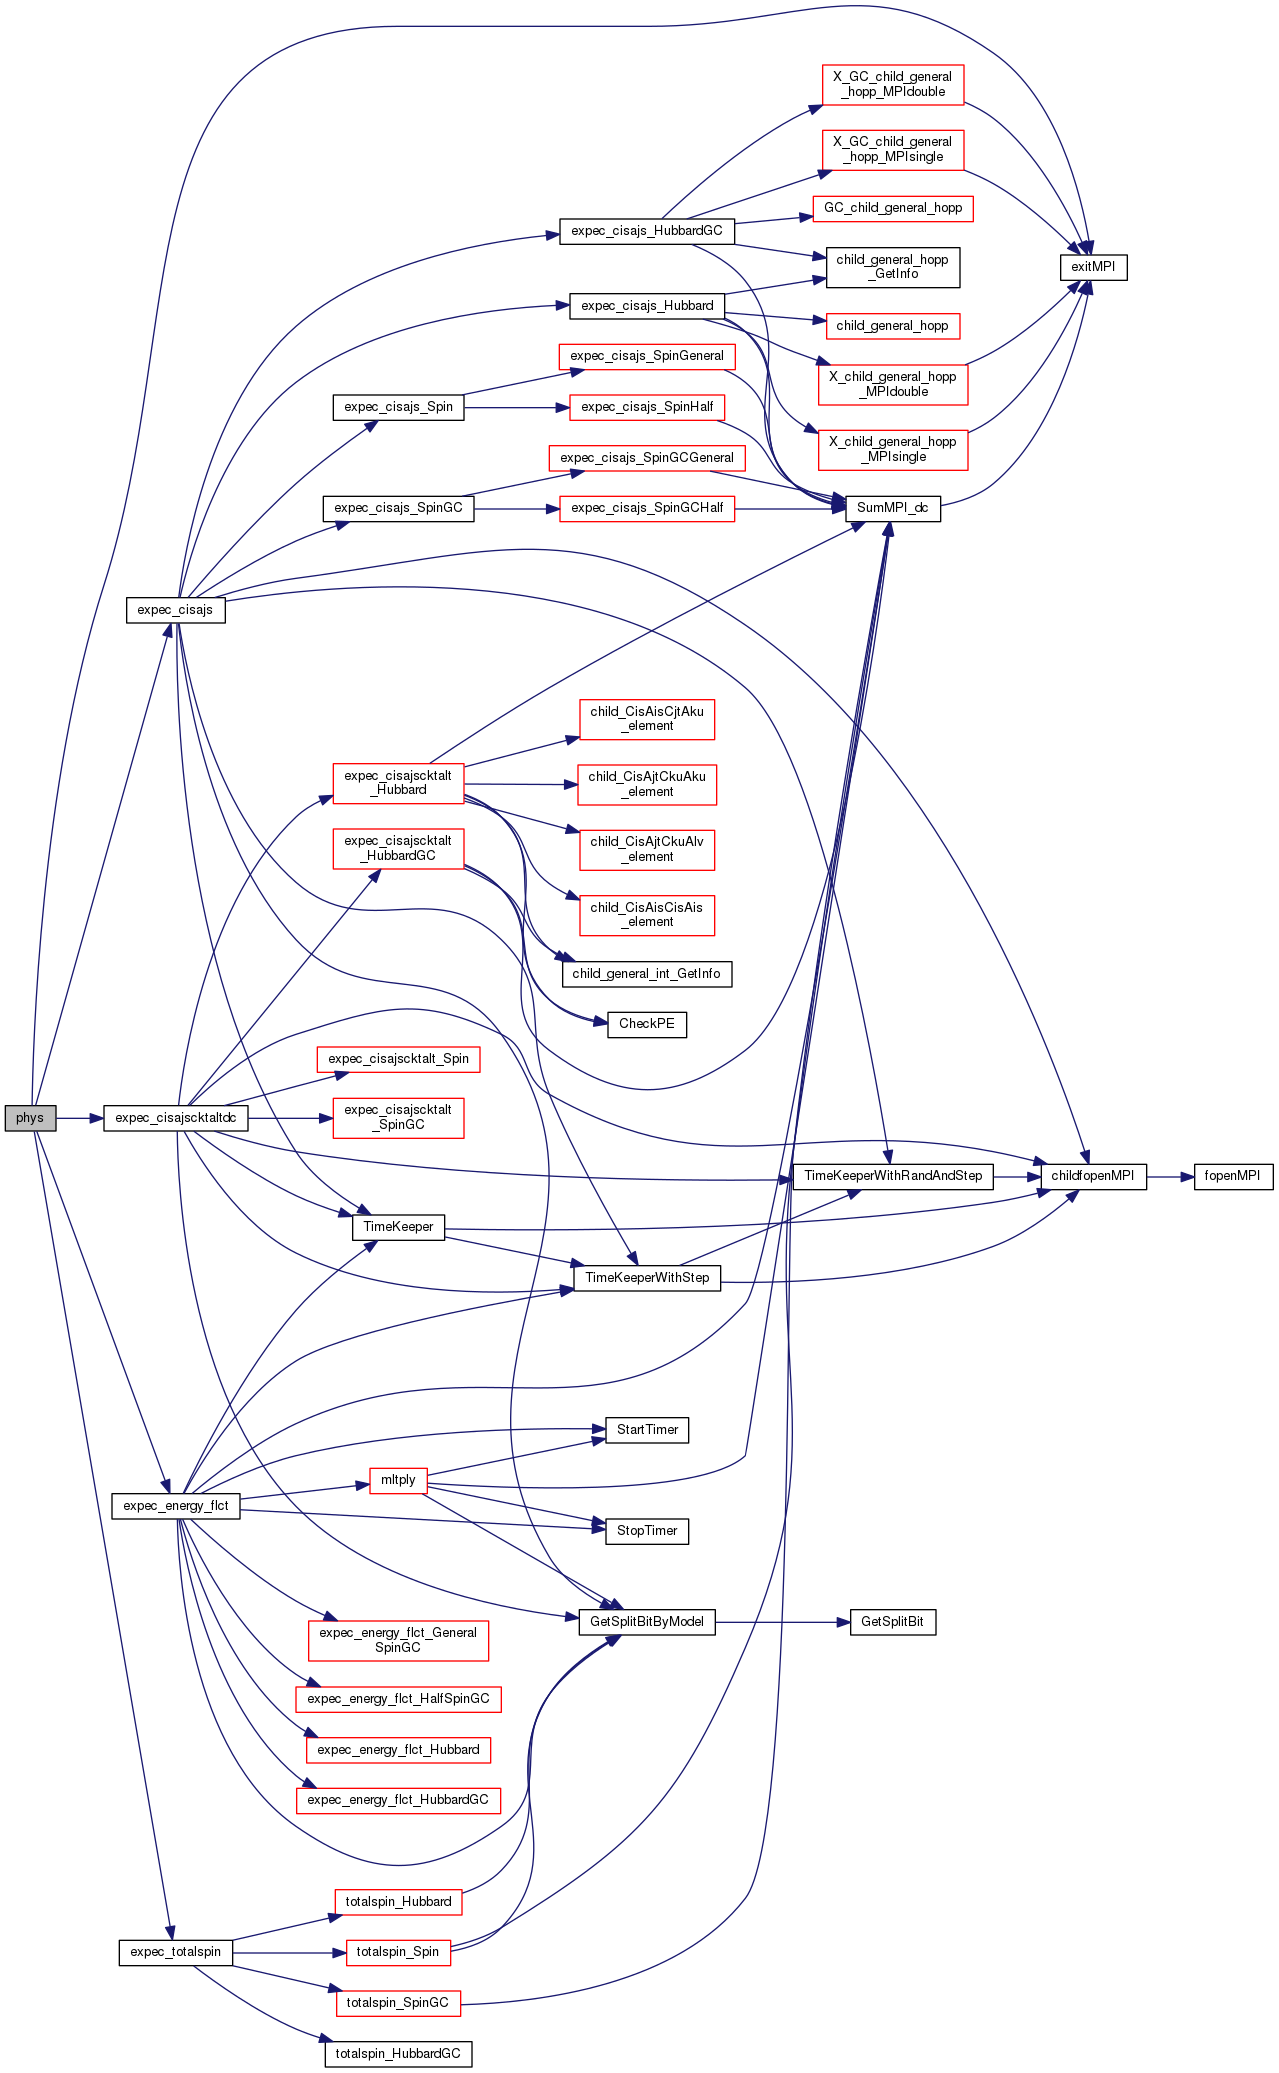 X_GC_child_general
_hopp_MPIdouble
X_GC_child_general
_hopp_MPIsingle
GC_child_general_hopp
expec_cisajs_HubbardGC
child_general_hopp
_GetInfo
exitMPI
expec_cisajs_Hubbard
child_general_hopp
expec_cisajs_SpinGeneral
X_child_general_hopp
_MPIdouble
expec_cisajs_Spin
expec_cisajs_SpinHalf
X_child_general_hopp
_MPIsingle
expec_cisajs_SpinGCGeneral
expec_cisajs_SpinGC
expec_cisajs_SpinGCHalf
SumMPI_dc
expec_cisajs
child_CisAisCjtAku
_element
expec_cisajscktalt
_Hubbard
child_CisAjtCkuAku
_element
expec_cisajscktalt
_HubbardGC
child_CisAjtCkuAlv
_element
child_CisAisCisAis
_element
child_general_int_GetInfo
CheckPE
expec_cisajscktalt_Spin
phys
expec_cisajscktaltdc
expec_cisajscktalt
_SpinGC
TimeKeeperWithRandAndStep
childfopenMPI
fopenMPI
TimeKeeper
TimeKeeperWithStep
StartTimer
mltply
expec_energy_flct
StopTimer
GetSplitBitByModel
GetSplitBit
expec_energy_flct_General
SpinGC
expec_energy_flct_HalfSpinGC
expec_energy_flct_Hubbard
expec_energy_flct_HubbardGC
totalspin_Hubbard
expec_totalspin
totalspin_Spin
totalspin_SpinGC
totalspin_HubbardGC